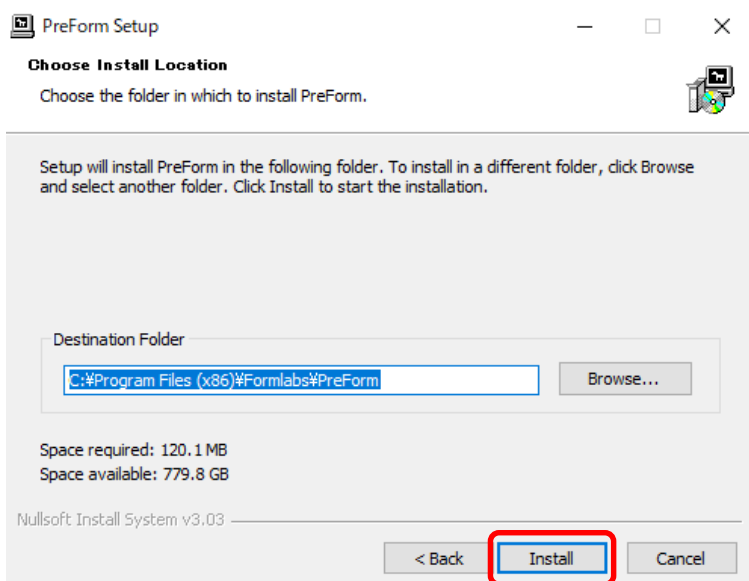 PreForm Setup
Choose Install Location
Choose the folder in which to install PreForm.
Setup will install PreForm in the following folder. To install in a different folder, click Browse
and select another folder. Click Install to start the installation.
Destination Folder
C:¥Program Files (x86)¥Formlabs¥PreForm
Browse...
Space required: 120.1 MB
Space available: 779.8 GB
Nullsoft Install System v3.03
< Back
Install
Cancel